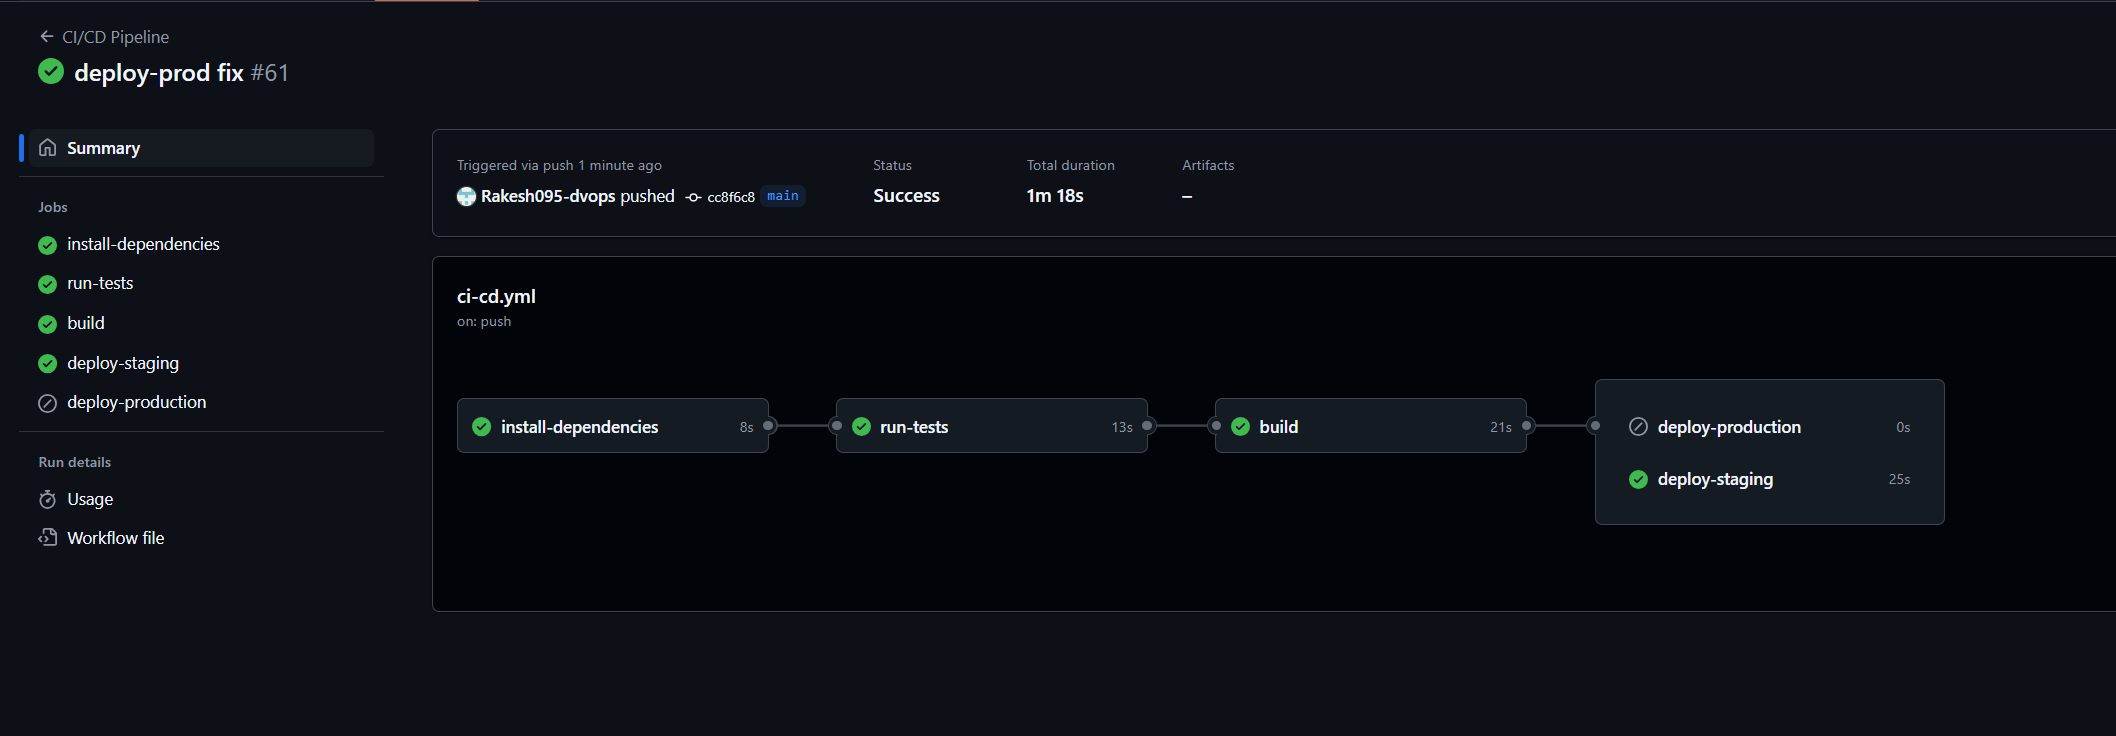 CI/CD Pipeline
deploy-prod fix #61
Summary
Jobs
install-dependencies
run-tests
build
deploy-staging
deploy-production
Run details
Usage
Workflow file
Triggered via push 1 minute ago
Rakesh095-dvops pushed cc8f6c8 main
Status
Success
Total duration
1m 18s
Artifacts
–
ci-cd.yml
on: push
install-dependencies 8s
run-tests 13s
build 21s
deploy-production 0s
deploy-staging 25s